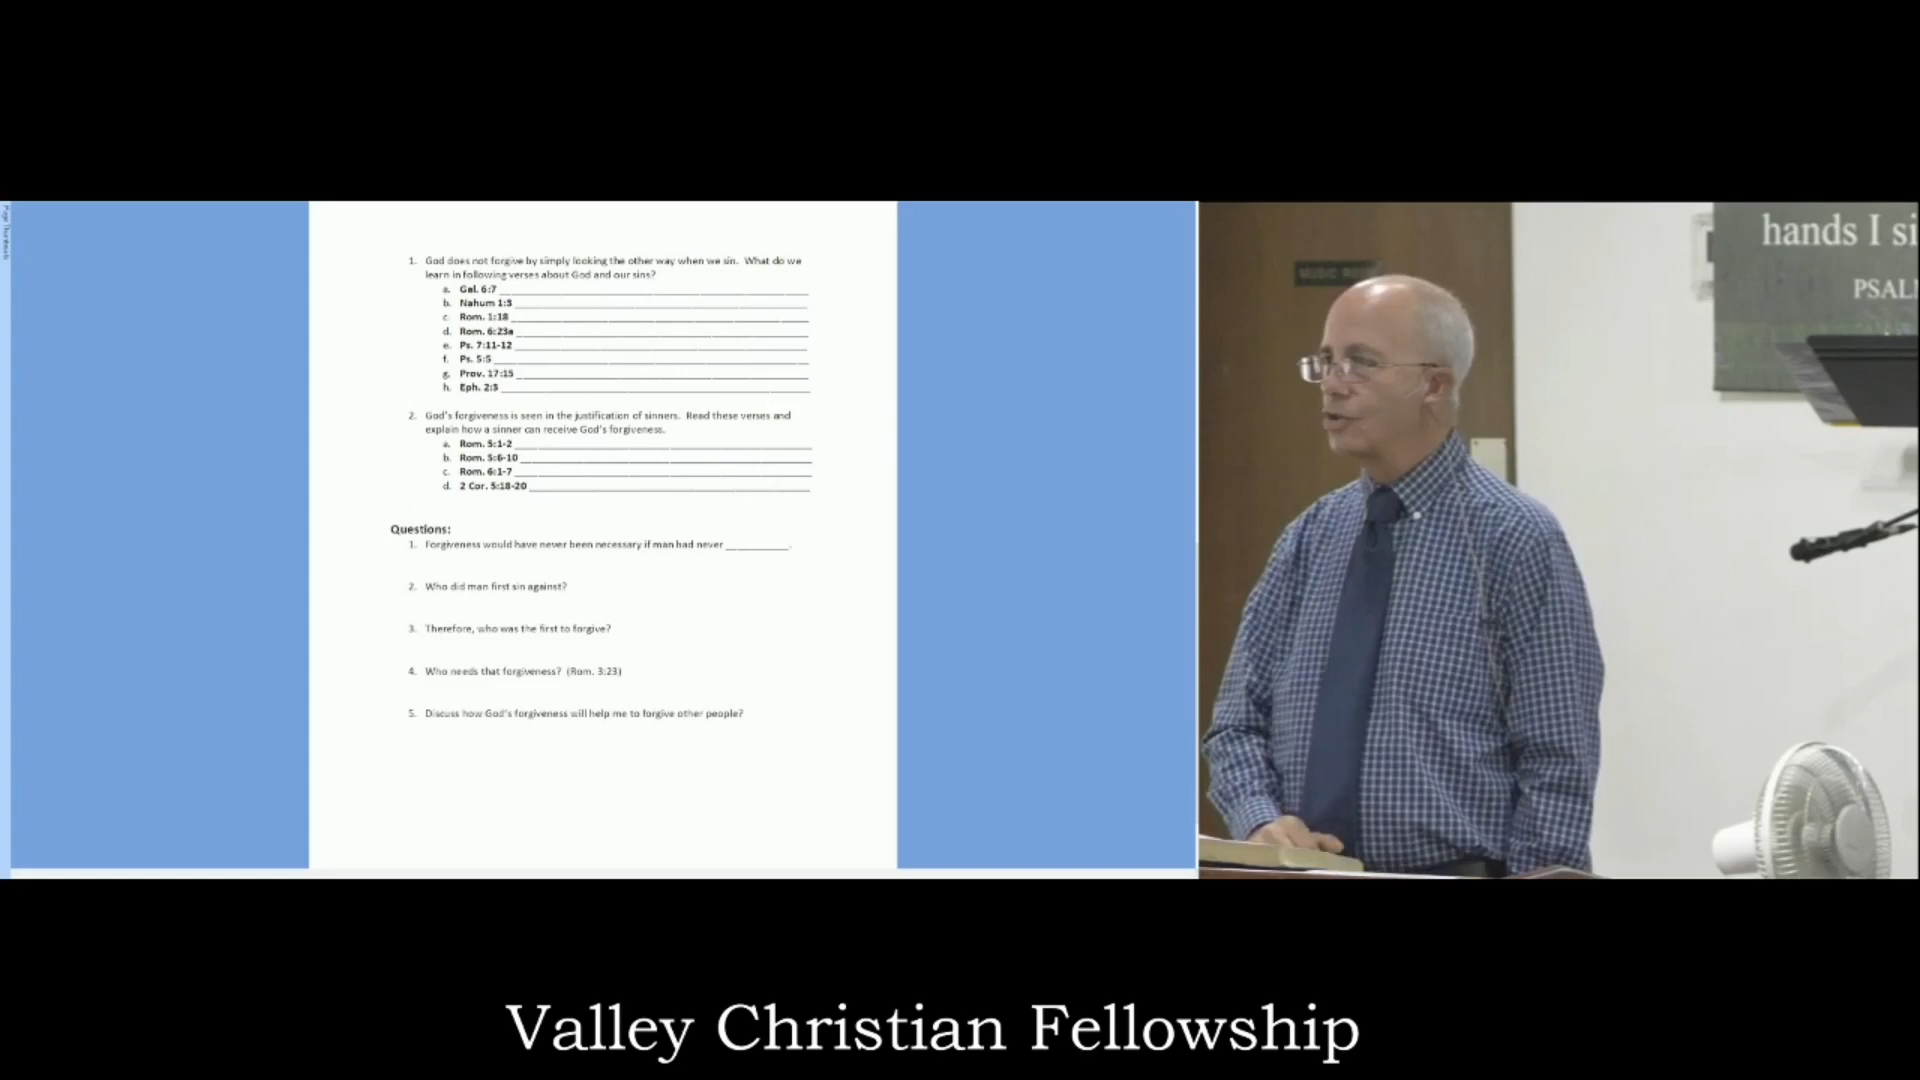 Page Thumbnails
1. God does not forgive by simply looking the other way when we sin. What do we
learn in following verses about God and our sins?
a. Gal. 6:7
b. Nahum 1:3
c. Rom. 1:18
d. Rom. 6:23a
e. Ps. 7:11-12
f. Ps. 5:5
g. Prov. 17:15
h. Eph. 2:3
2. God's forgiveness is seen in the justification of sinners. Read these verses and
explain how a sinner can receive God's forgiveness.
a. Rom. 5:1-2
b. Rom. 5:6-10
c. Rom. 6:1-7
d. 2 Cor. 5:18-20
Questions:
1. Forgiveness would have never been necessary if man had never ___________.
2. Who did man first sin against?
3. Therefore, who was the first to forgive?
4. Who needs that forgiveness? (Rom. 3:23)
5. Discuss how God's forgiveness will help me to forgive other people?
MUSIC
hands I si
PSAL
Valley Christian Fellowship